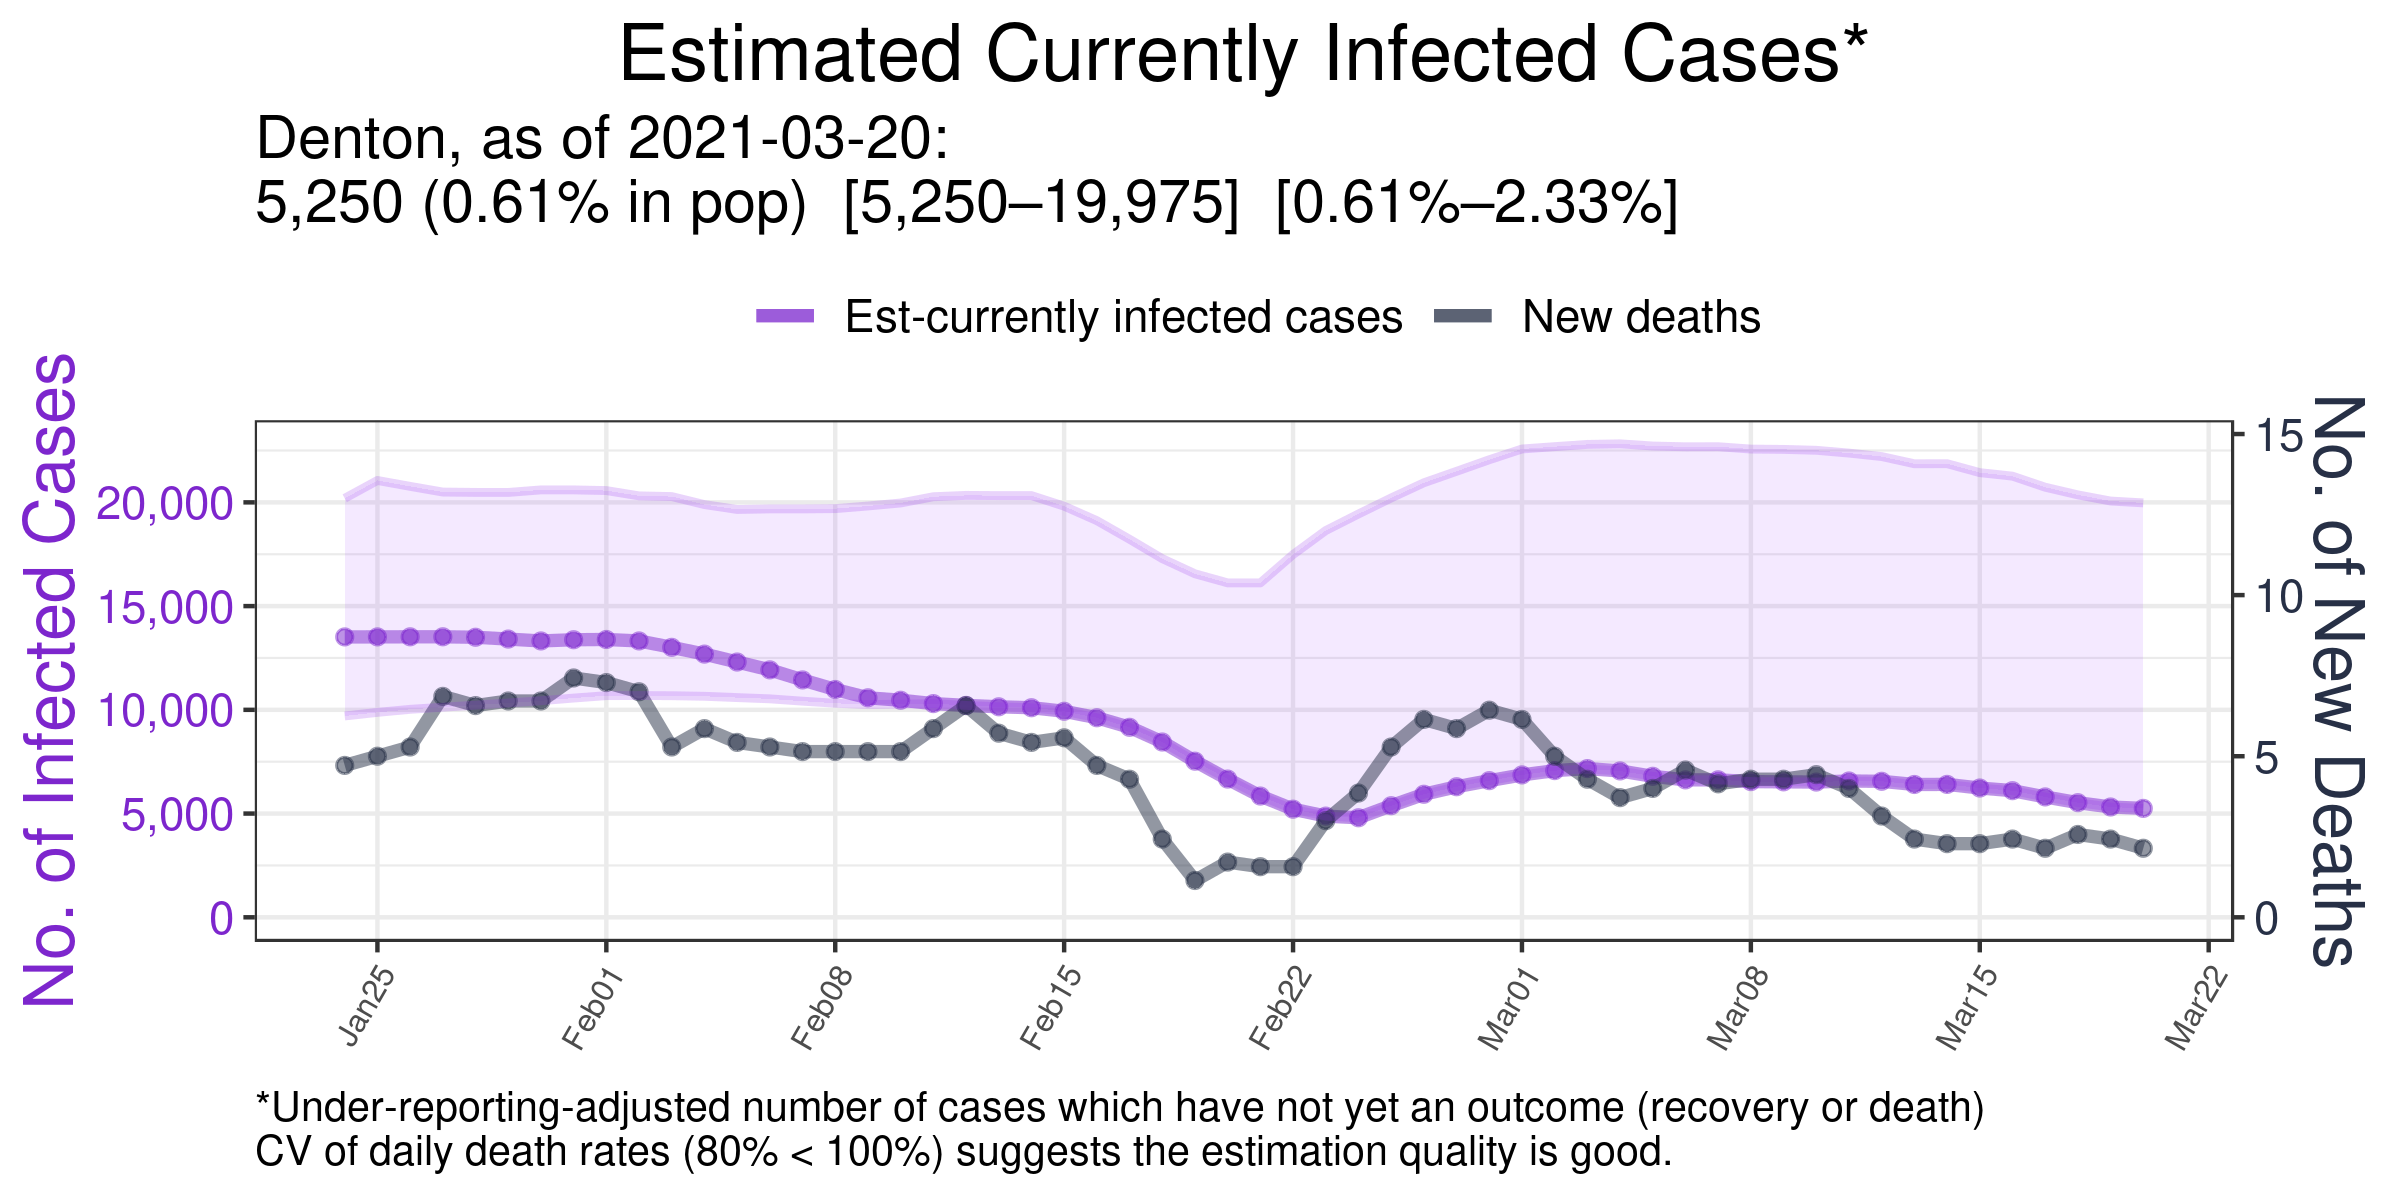 Estimated Currently Infected Cases*
Denton, as of 2021-03-20:
5,250 (0.61% in pop)  [5,250–19,975]  [0.61%–2.33%]
Est-currently infected cases
New deaths
No. of Infected Cases
20,000
15,000
10,000
5,000
0
15
10
5
0
No. of New Deaths
Jan25
Feb01
Feb08
Feb15
Feb22
Mar01
Mar08
Mar15
Mar22
*Under-reporting-adjusted number of cases which have not yet an outcome (recovery or death)
CV of daily death rates (80% < 100%) suggests the estimation quality is good.